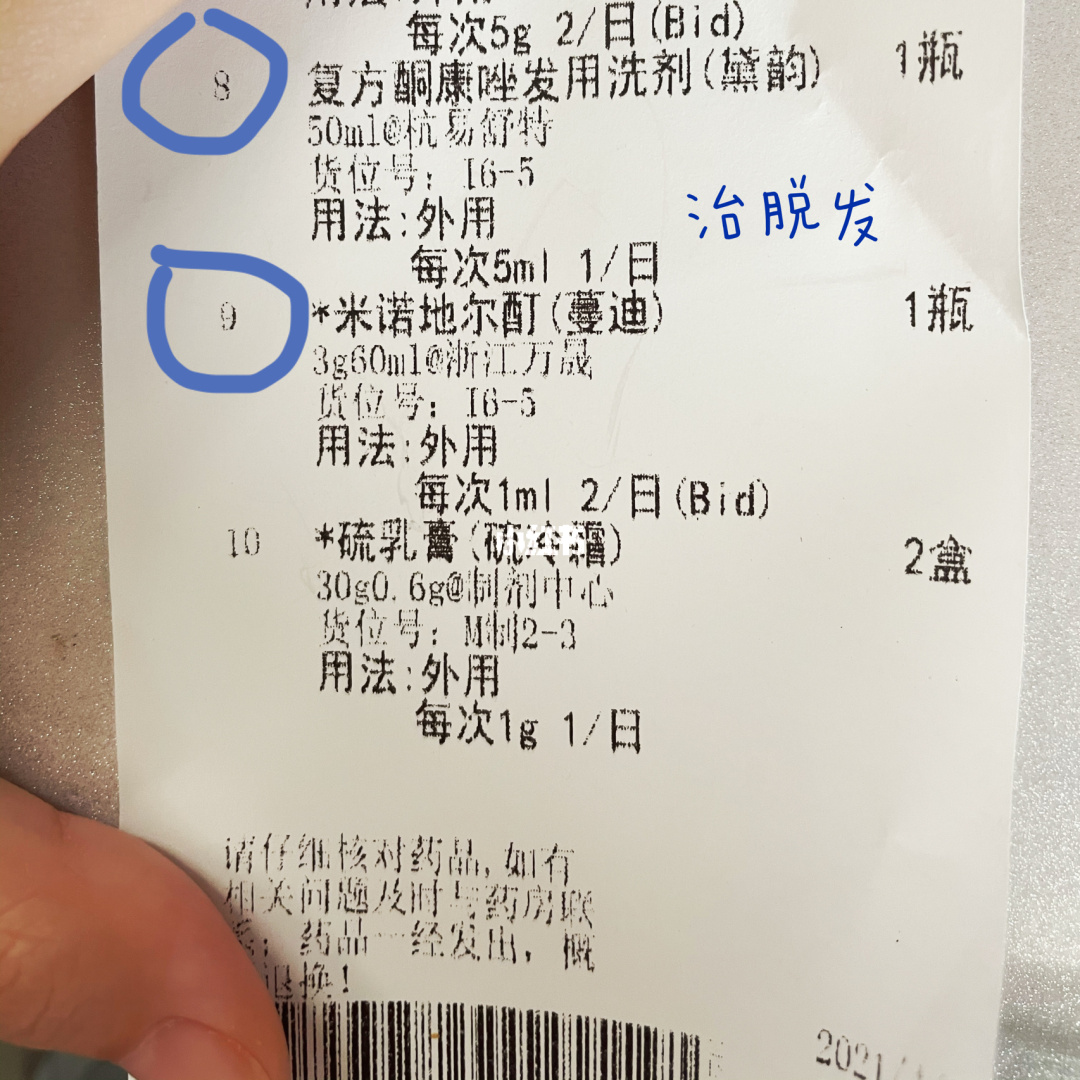 每次5g 2/日(Bid)
8 复方酮康唑发用洗剂(黛韵) 1瓶
50ml@杭易舒特
货位号: I6-5
治脱发
用法:外用
每次5ml 1/日
9 *米诺地尔酊(蔓迪) 1瓶
3g60ml@浙江万晟
货位号: I6-5
用法:外用
每次1ml 2/日(Bid)
10 *硫乳膏(硫冷霜) 2盒
小红书
30g0.6g@制剂中心
货位号: M制2-3
用法:外用
每次1g 1/日
请仔细核对药品,如有
相关问题及时与药房联
系; 药品一经发出, 概
退换!
2021/